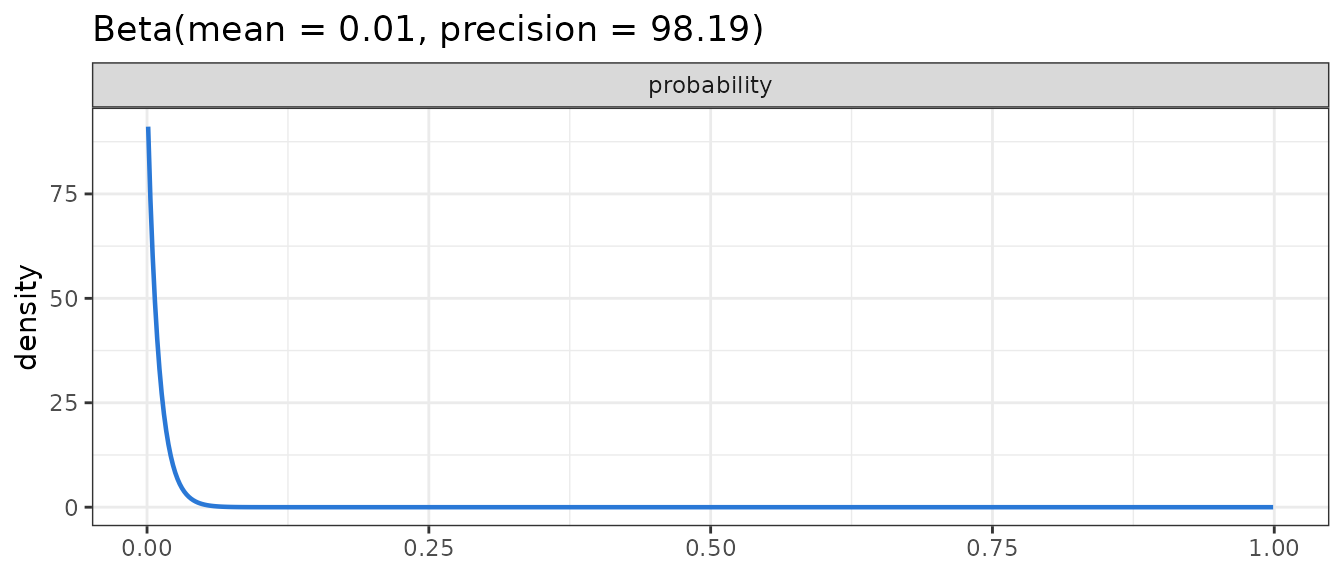 Beta(mean = 0.01, precision = 98.19)
probability
density
75
50
25
0
0.00 0.25 0.50 0.75 1.00